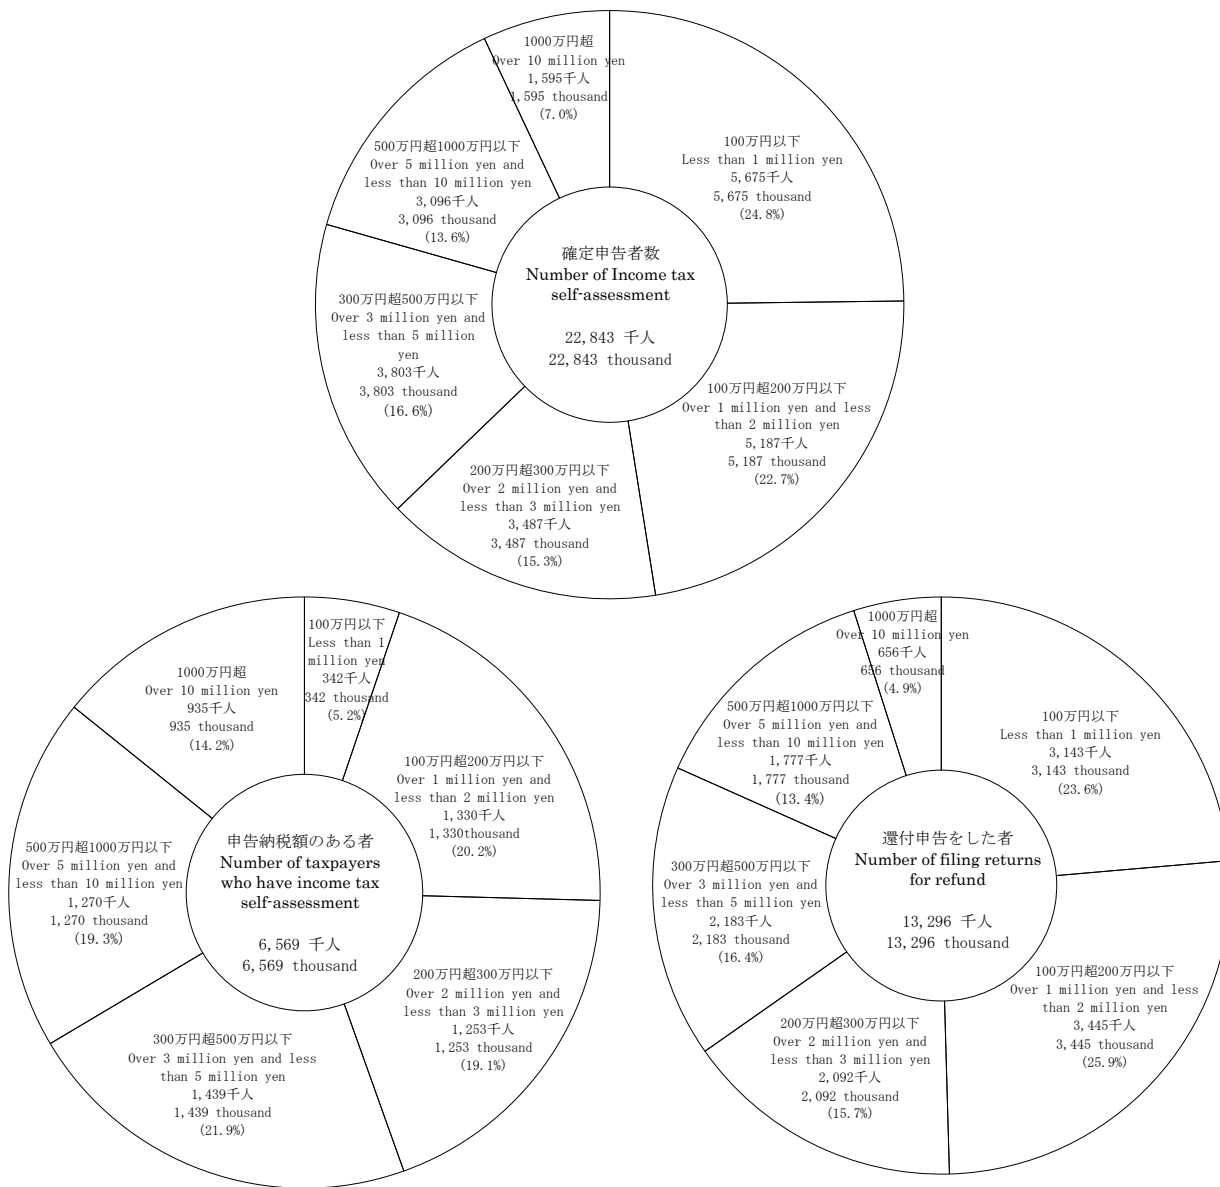 1000万円超
Over 10 million yen
1,595千人
1,595 thousand
(7.0%)
100万円以下
Less than 1 million yen
5,675千人
5,675 thousand
(24.8%)
500万円超1000万円以下
Over 5 million yen and
less than 10 million yen
3,096千人
3,096 thousand
(13.6%)
確定申告者数
Number of Income tax
self-assessment
22,843 千人
22,843 thousand
300万円超500万円以下
Over 3 million yen and
less than 5 million
yen
3,803千人
3,803 thousand
(16.6%)
100万円超200万円以下
Over 1 million yen and less
than 2 million yen
5,187千人
5,187 thousand
(22.7%)
200万円超300万円以下
Over 2 million yen and
less than 3 million yen
3,487千人
3,487 thousand
(15.3%)
100万円以下
Less than 1
million yen
342千人
342 thousand
(5.2%)
1000万円超
Over 10 million yen
935千人
935 thousand
(14.2%)
100万円超200万円以下
Over 1 million yen and
less than 2 million yen
1,330千人
1,330thousand
(20.2%)
申告納税額のある者
Number of taxpayers
who have income tax
self-assessment
6,569 千人
6,569 thousand
500万円超1000万円以下
Over 5 million yen and
less than 10 million yen
1,270千人
1,270 thousand
(19.3%)
200万円超300万円以下
Over 2 million yen and
less than 3 million yen
1,253千人
1,253 thousand
(19.1%)
300万円超500万円以下
Over 3 million yen and less
than 5 million yen
1,439千人
1,439 thousand
(21.9%)
1000万円超
Over 10 million yen
656千人
656 thousand
(4.9%)
500万円超1000万円以下
Over 5 million yen and
less than 10 million yen
1,777千人
1,777 thousand
(13.4%)
100万円以下
Less than 1 million yen
3,143千人
3,143 thousand
(23.6%)
還付申告をした者
Number of filing returns
for refund
13,296 千人
13,296 thousand
300万円超500万円以下
Over 3 million yen and
less than 5 million yen
2,183千人
2,183 thousand
(16.4%)
100万円超200万円以下
Over 1 million yen and less
than 2 million yen
3,445千人
3,445 thousand
(25.9%)
200万円超300万円以下
Over 2 million yen and
less than 3 million yen
2,092千人
2,092 thousand
(15.7%)